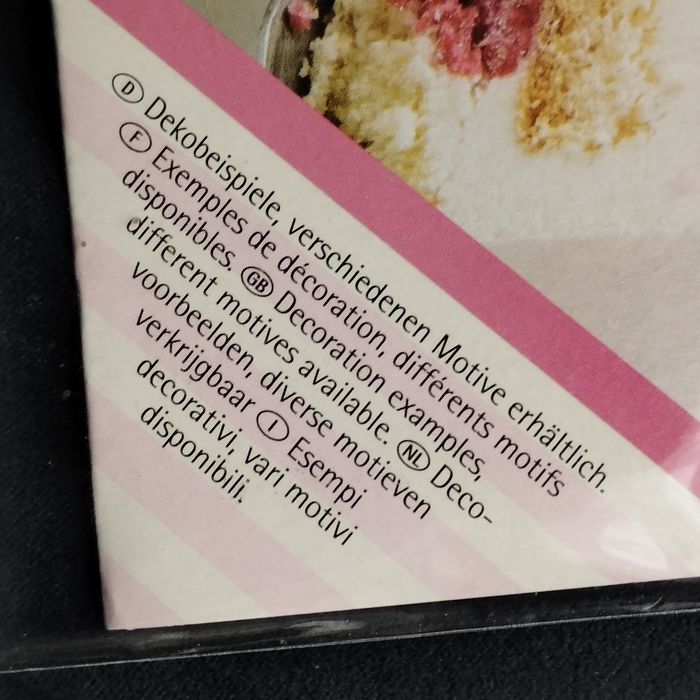 D Dekobeispiele, verschiedenen Motive erhältlich.
F Exemples de décoration, différents motifs
disponibles. GB Decoration examples,
different motives available. NL Deco-
voorbeelden, diverse motieven
verkrijgbaar I Esempi
decorativi, vari motivi
disponibili.